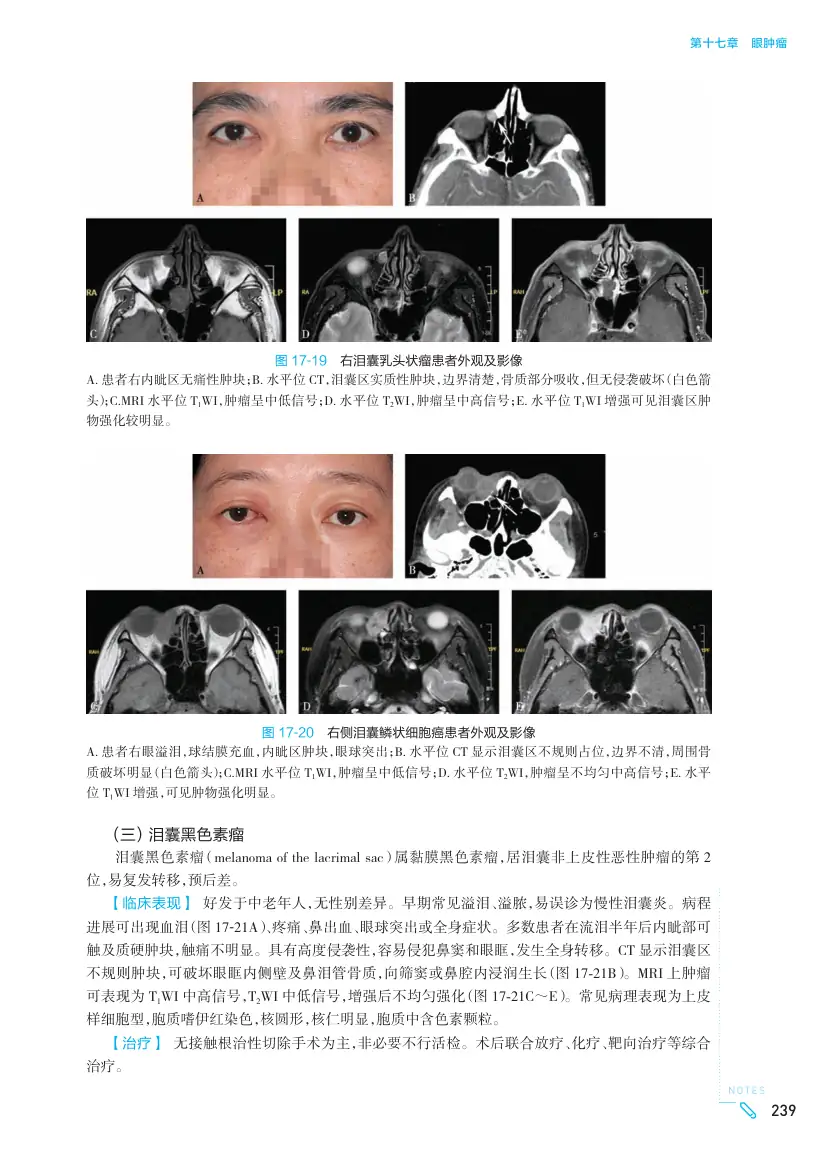 第十七章 眼肿瘤
A
B
RA
LP
C
RA
LP
D
RAH
LPF
E
图 17-19 右泪囊乳头状瘤患者外观及影像
A. 患者右内眦区无痛性肿块;B. 水平位 CT,泪囊区实质性肿块,边界清楚,骨质部分吸收,但无侵袭破坏(白色箭
头);C.MRI 水平位 T₁WI,肿瘤呈中低信号;D. 水平位 T₂WI,肿瘤呈中高信号;E. 水平位 T₁WI 增强可见泪囊区肿
物强化较明显。
A
B
5
C
D
E
图 17-20 右侧泪囊鳞状细胞癌患者外观及影像
A. 患者右眼溢泪,球结膜充血,内眦区肿块,眼球突出;B. 水平位 CT 显示泪囊区不规则占位,边界不清,周围骨
质破坏明显(白色箭头);C.MRI 水平位 T₁WI,肿瘤呈中低信号;D. 水平位 T₂WI,肿瘤呈不均匀中高信号;E. 水平
位 T₁WI 增强,可见肿物强化明显。
(三)泪囊黑色素瘤
泪囊黑色素瘤(melanoma of the lacrimal sac)属黏膜黑色素瘤,居泪囊非上皮性恶性肿瘤的第 2
位,易复发转移,预后差。
【临床表现】 好发于中老年人,无性别差异。早期常见溢泪、溢脓,易误诊为慢性泪囊炎。病程
进展可出现血泪(图 17-21A)、疼痛、鼻出血、眼球突出或全身症状。多数患者在流泪半年后内眦部可
触及质硬肿块,触痛不明显。具有高度侵袭性,容易侵犯鼻窦和眼眶,发生全身转移。CT 显示泪囊区
不规则肿块,可破坏眼眶内侧壁及鼻泪管骨质,向筛窦或鼻腔内浸润生长(图 17-21B)。MRI 上肿瘤
可表现为 T₁WI 中高信号,T₂WI 中低信号,增强后不均匀强化(图 17-21C～E)。常见病理表现为上皮
样细胞型,胞质嗜伊红染色,核圆形,核仁明显,胞质中含色素颗粒。
【治疗】 无接触根治性切除手术为主,非必要不行活检。术后联合放疗、化疗、靶向治疗等综合
治疗。
NOTES
239